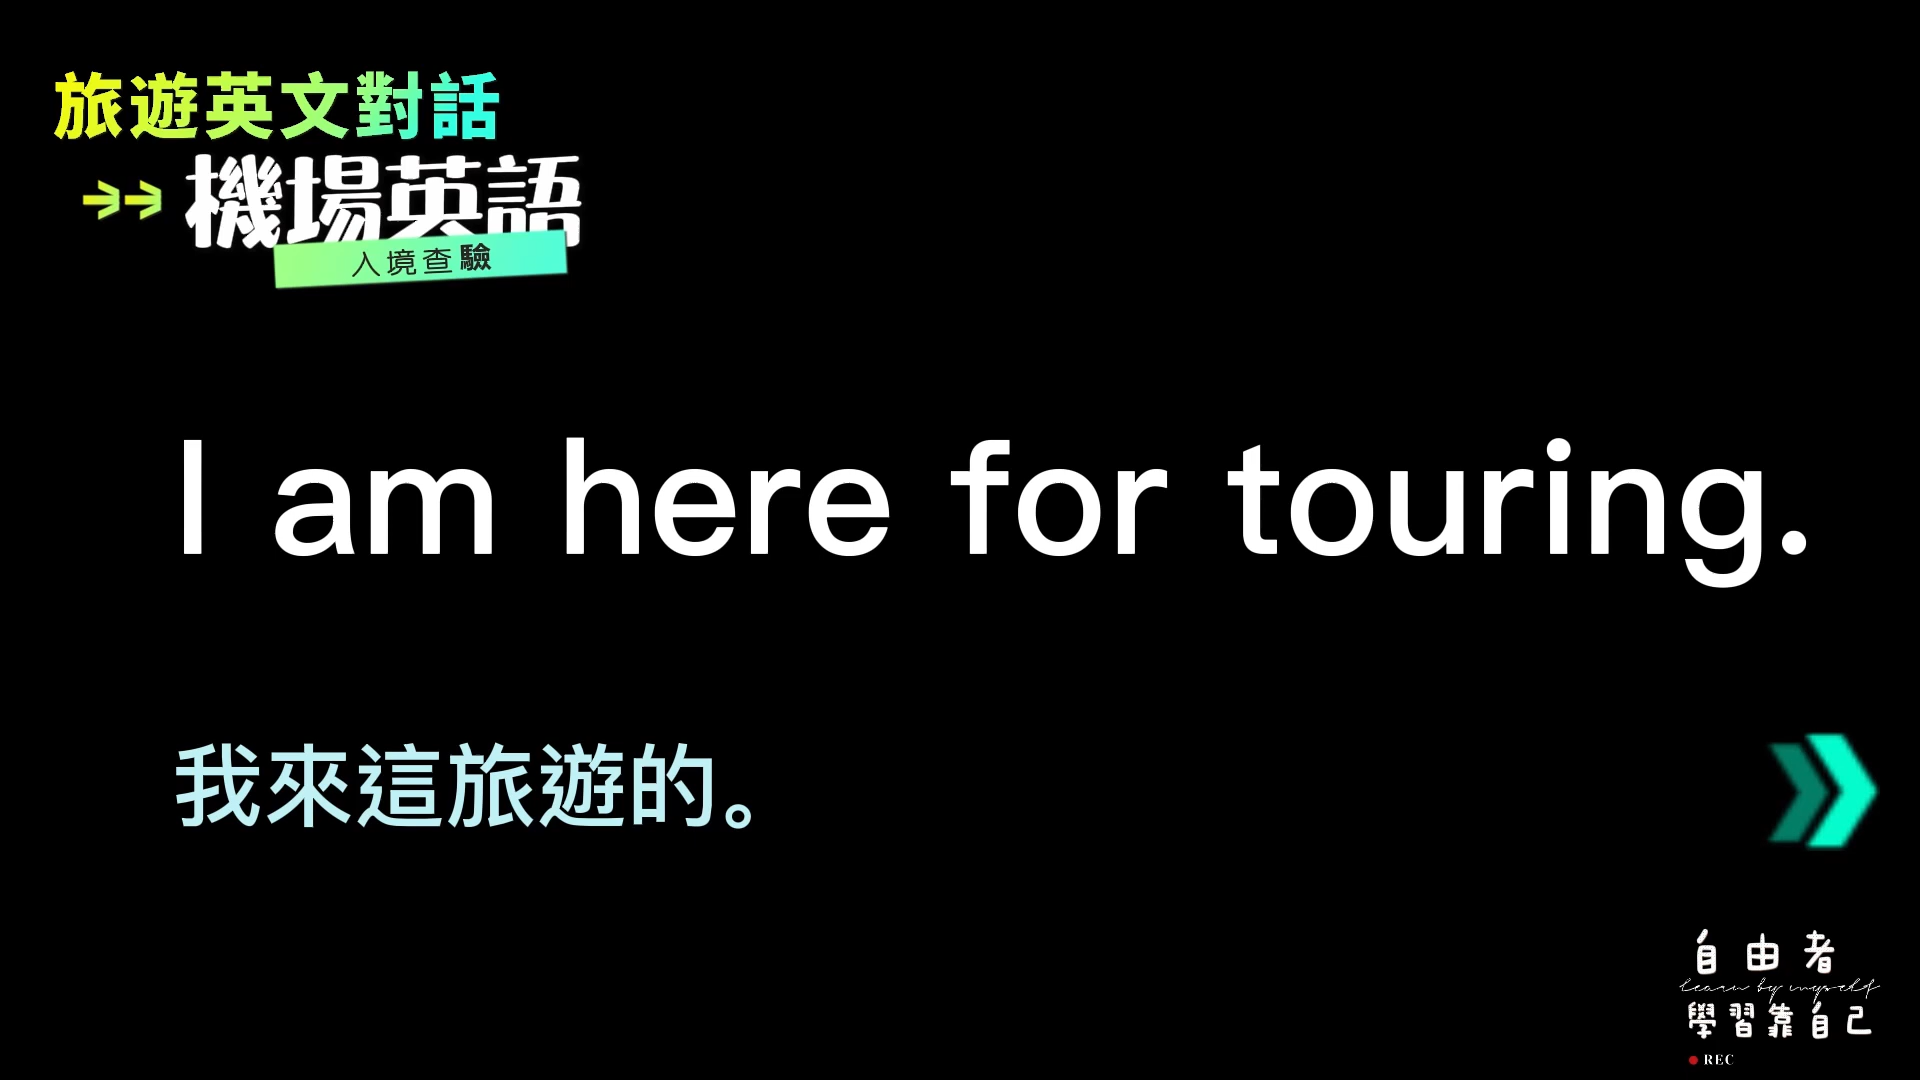 旅遊英文對話
機場英語
入境查驗
I am here for touring.
我來這旅遊的。
自由者
learn by myself
學習靠自己
REC